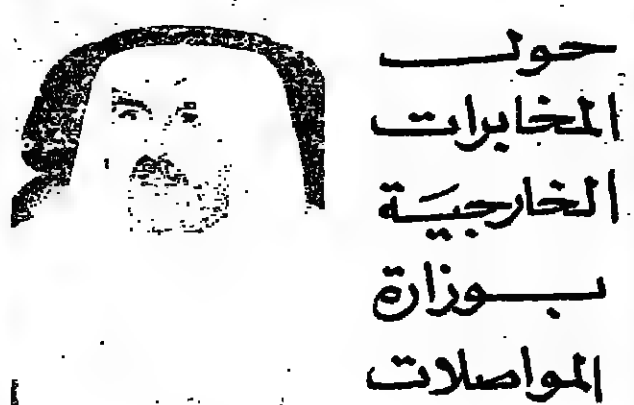 حول
المخابرات
الخارجية
بوزارة
المواصلات